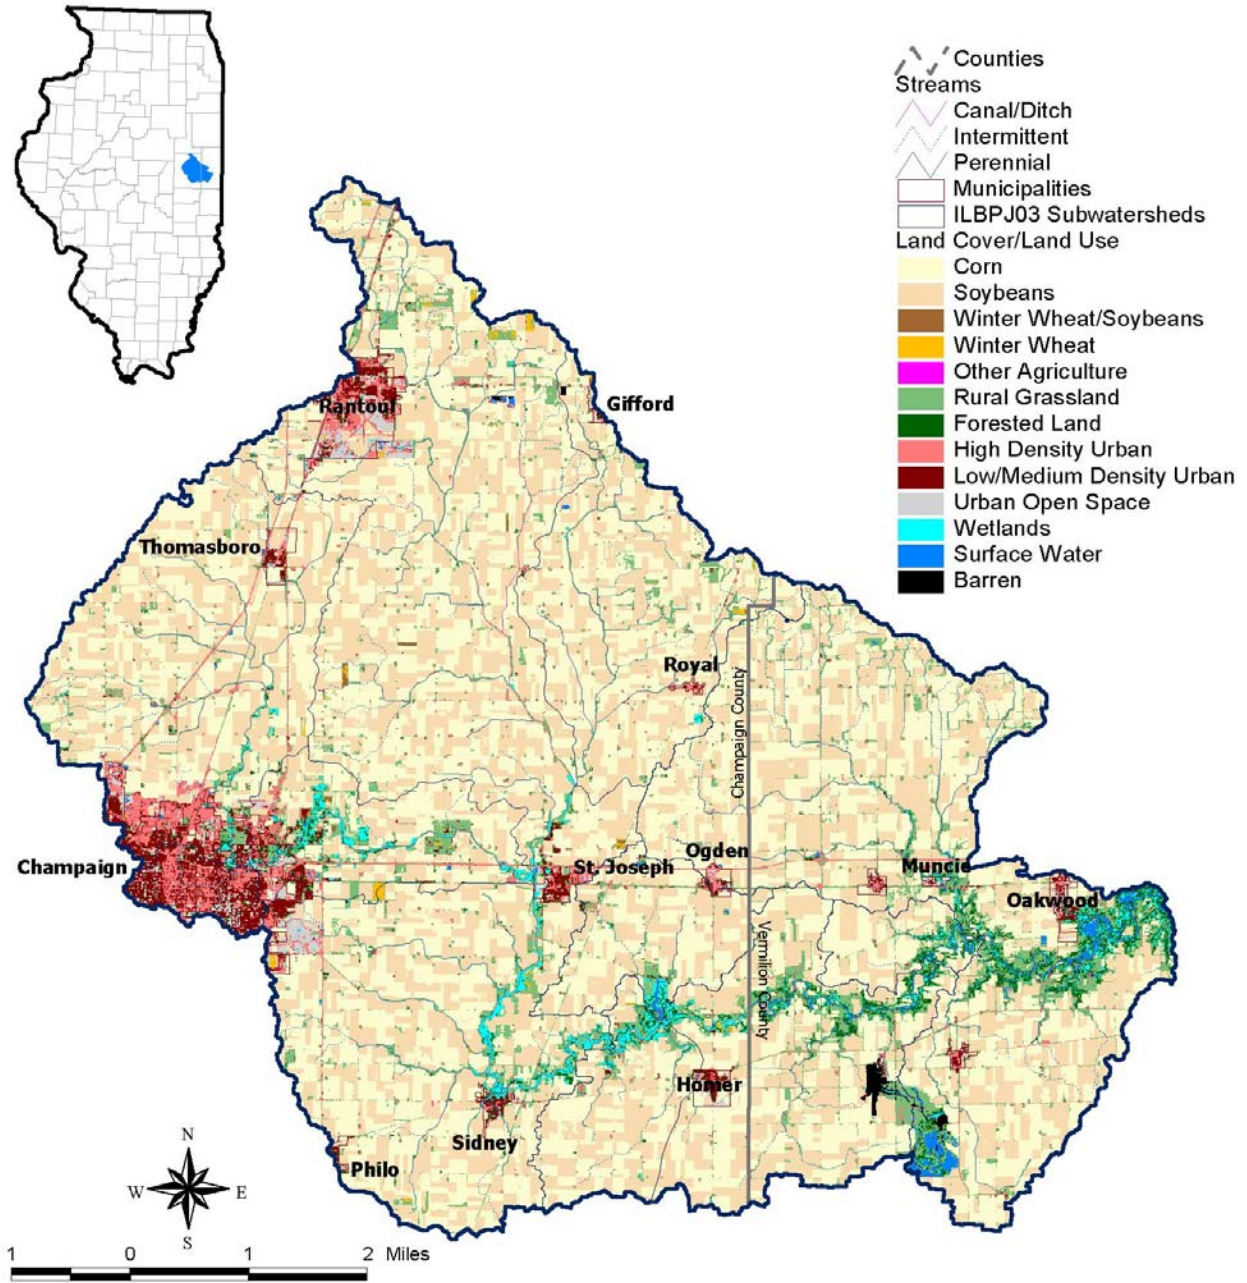 Counties
Streams
Canal/Ditch
Intermittent
Perennial
Municipalities
ILBPJ03 Subwatersheds
Land Cover/Land Use
Corn
Soybeans
Winter Wheat/Soybeans
Winter Wheat
Other Agriculture
Rural Grassland
Forested Land
High Density Urban
Low/Medium Density Urban
Urban Open Space
Wetlands
Surface Water
Barren
Rantoul
Gifford
Thomasboro
Royal
Champaign County
Champaign
St. Joseph
Ogden
Muncie
Oakwood
Vermilion County
Homer
Sidney
Philo
N
W E
S
1 0 1 2 Miles